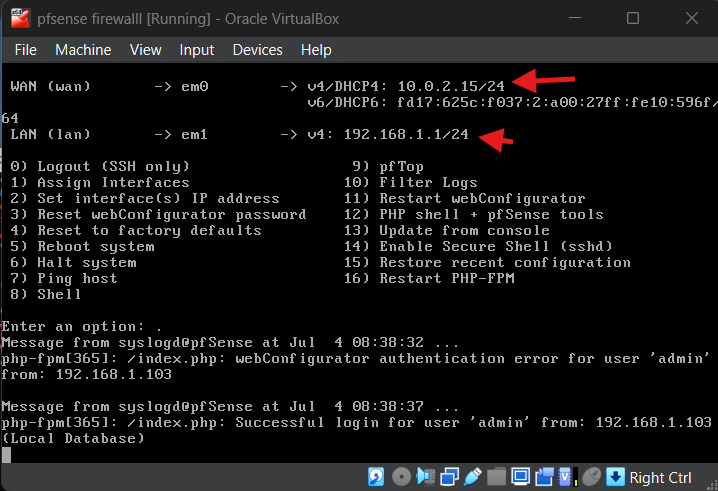 pfsense firewalll [Running] - Oracle VirtualBox
File Machine View Input Devices Help
WAN (wan) -> em0 -> v4/DHCP4: 10.0.2.15/24
v6/DHCP6: fd17:625c:f037:2:a00:27ff:fe10:596f/
64
LAN (lan) -> em1 -> v4: 192.168.1.1/24
0) Logout (SSH only) 9) pfTop
1) Assign Interfaces 10) Filter Logs
2) Set interface(s) IP address 11) Restart webConfigurator
3) Reset webConfigurator password 12) PHP shell + pfSense tools
4) Reset to factory defaults 13) Update from console
5) Reboot system 14) Enable Secure Shell (sshd)
6) Halt system 15) Restore recent configuration
7) Ping host 16) Restart PHP-FPM
8) Shell
Enter an option: .
Message from syslogd@pfSense at Jul 4 08:38:32 ...
php-fpm[365]: /index.php: webConfigurator authentication error for user 'admin'
from: 192.168.1.103
Message from syslogd@pfSense at Jul 4 08:38:37 ...
php-fpm[365]: /index.php: Successful login for user 'admin' from: 192.168.1.103
(Local Database)
Right Ctrl